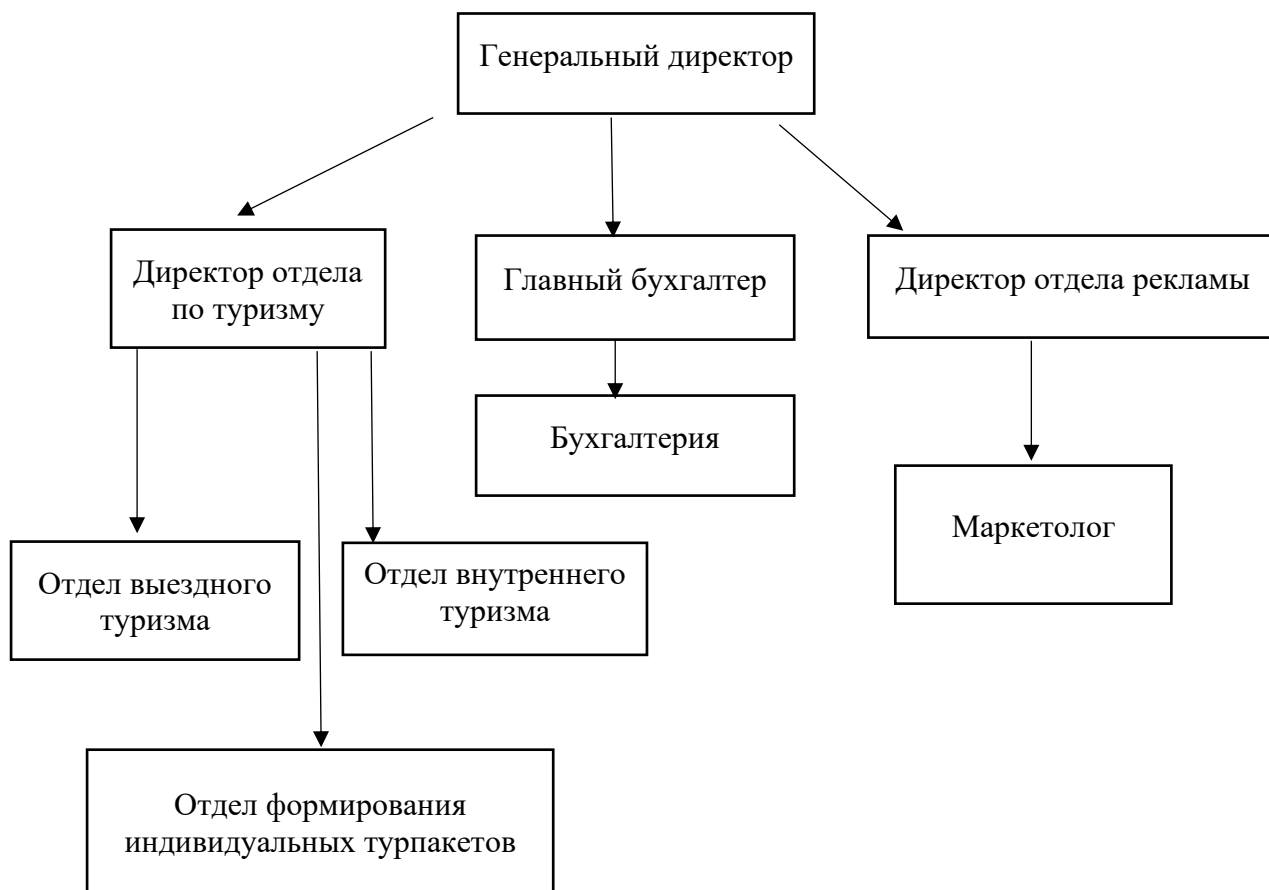 Генеральный директор
Директор отдела
по туризму
Главный бухгалтер
Директор отдела рекламы
Бухгалтерия
Маркетолог
Отдел выездного
туризма
Отдел внутреннего
туризма
Отдел формирования
индивидуальных турпакетов